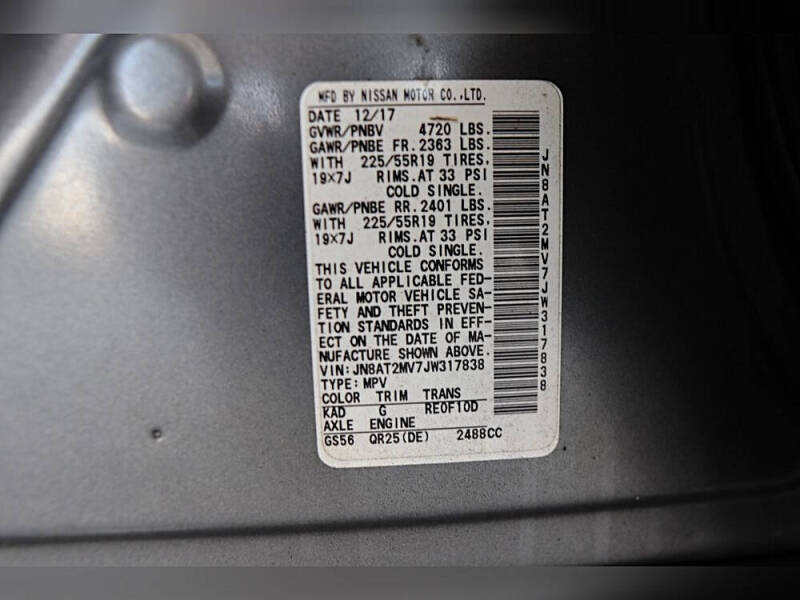 MFD BY NISSAN MOTOR CO.,LTD.
DATE 12/17
GVWR/PNBV 4720 LBS.
GAWR/PNBE FR. 2363 LBS.
WITH 225/55R19 TIRES,
19×7J RIMS.AT 33 PSI
COLD SINGLE.
GAWR/PNBE RR. 2401 LBS.
WITH 225/55R19 TIRES,
19×7J RIMS.AT 33 PSI
COLD SINGLE.
THIS VEHICLE CONFORMS
TO ALL APPLICABLE FED-
ERAL MOTOR VEHICLE SA-
FETY AND THEFT PREVEN-
TION STANDARDS IN EFF-
ECT ON THE DATE OF MA-
NUFACTURE SHOWN ABOVE.
VIN:JN8AT2MV7JW317838
TYPE:MPV
COLOR TRIM TRANS
KAD G RE0F10D
AXLE ENGINE
GS56 QR25(DE) 2488CC
JN8AT2MV7JW317838